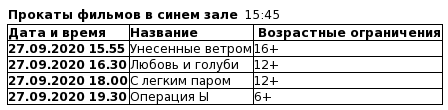 Прокаты фильмов в синем зале 15:45
Дата и время Название Возрастные ограничения
27.09.2020 15.55 Унесенные ветром 16+
27.09.2020 16.30 Любовь и голуби 12+
27.09.2020 18.00 С легким паром 12+
27.09.2020 19.30 Операция Ы 6+